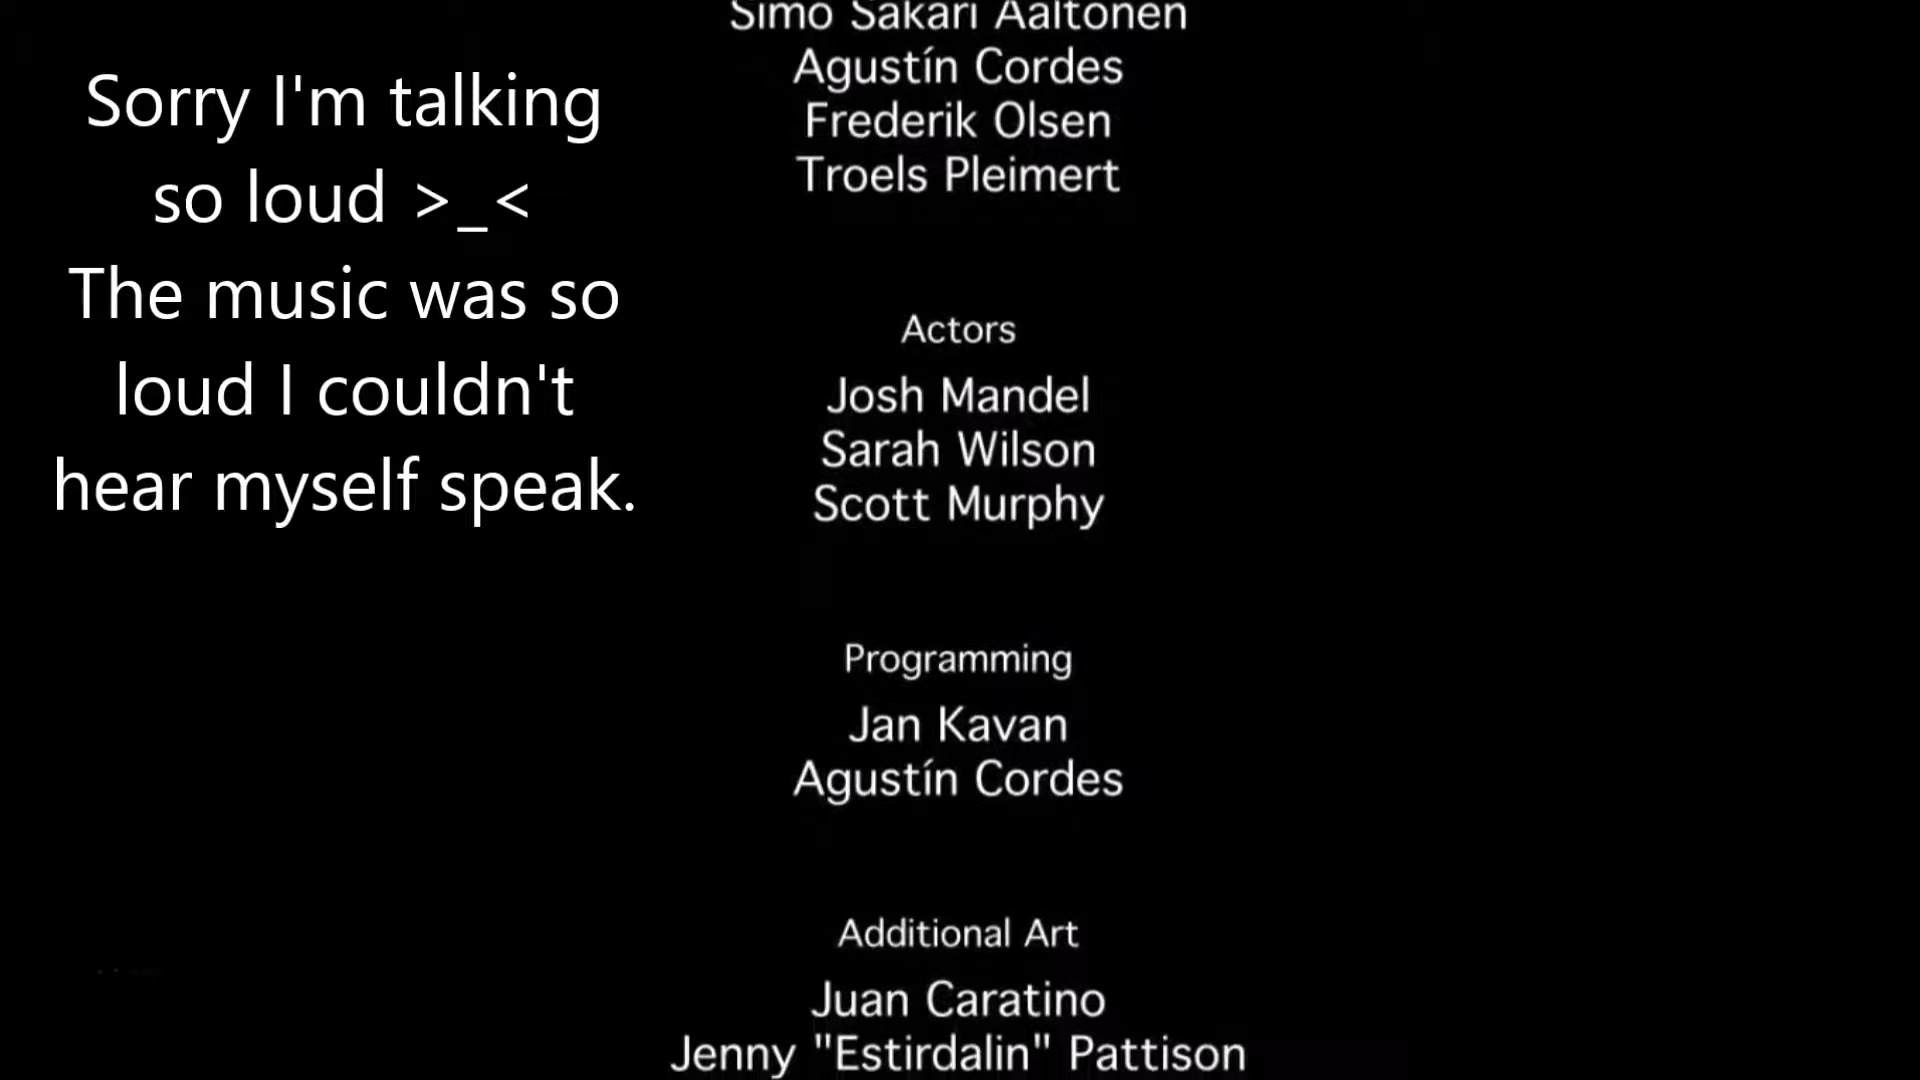 Sorry I'm talking
so loud >_<
The music was so
loud I couldn't
hear myself speak.
Simo Sakari Aaltonen
Agustín Cordes
Frederik Olsen
Troels Pleimert
Actors
Josh Mandel
Sarah Wilson
Scott Murphy
Programming
Jan Kavan
Agustín Cordes
Additional Art
Juan Caratino
Jenny "Estirdalin" Pattison